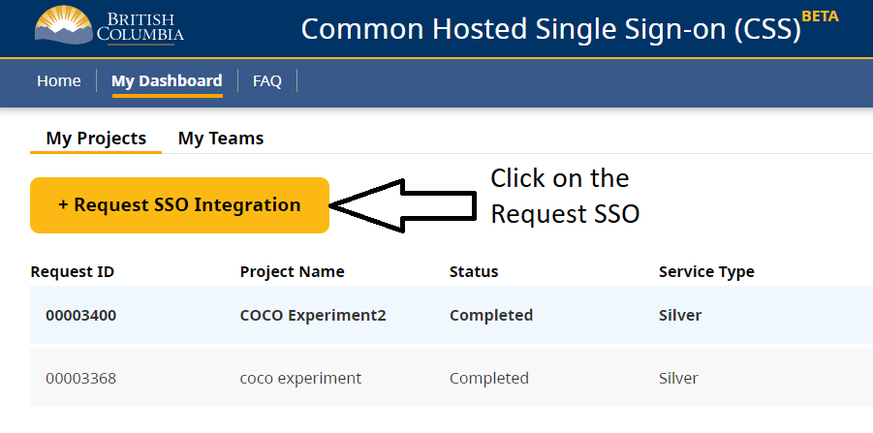 BRITISH
COLUMBIA
Common Hosted Single Sign-on (CSS) BETA
Home My Dashboard FAQ
My Projects My Teams
+ Request SSO Integration
Click on the
Request SSO
Request ID Project Name Status Service Type
00003400 COCO Experiment2 Completed Silver
00003368 coco experiment Completed Silver